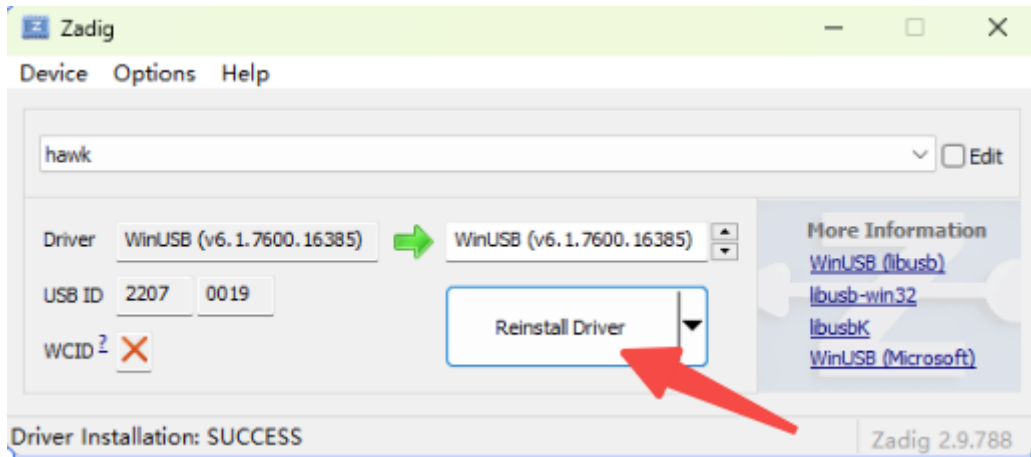 Zadig
Device Options Help
hawk
Edit
Driver WinUSB (v6.1.7600.16385) WinUSB (v6.1.7600.16385)
USB ID 2207 0019
WCID ?
Reinstall Driver
More Information
WinUSB (libusb)
libusb-win32
libusbK
WinUSB (Microsoft)
Driver Installation: SUCCESS
Zadig 2.9.788